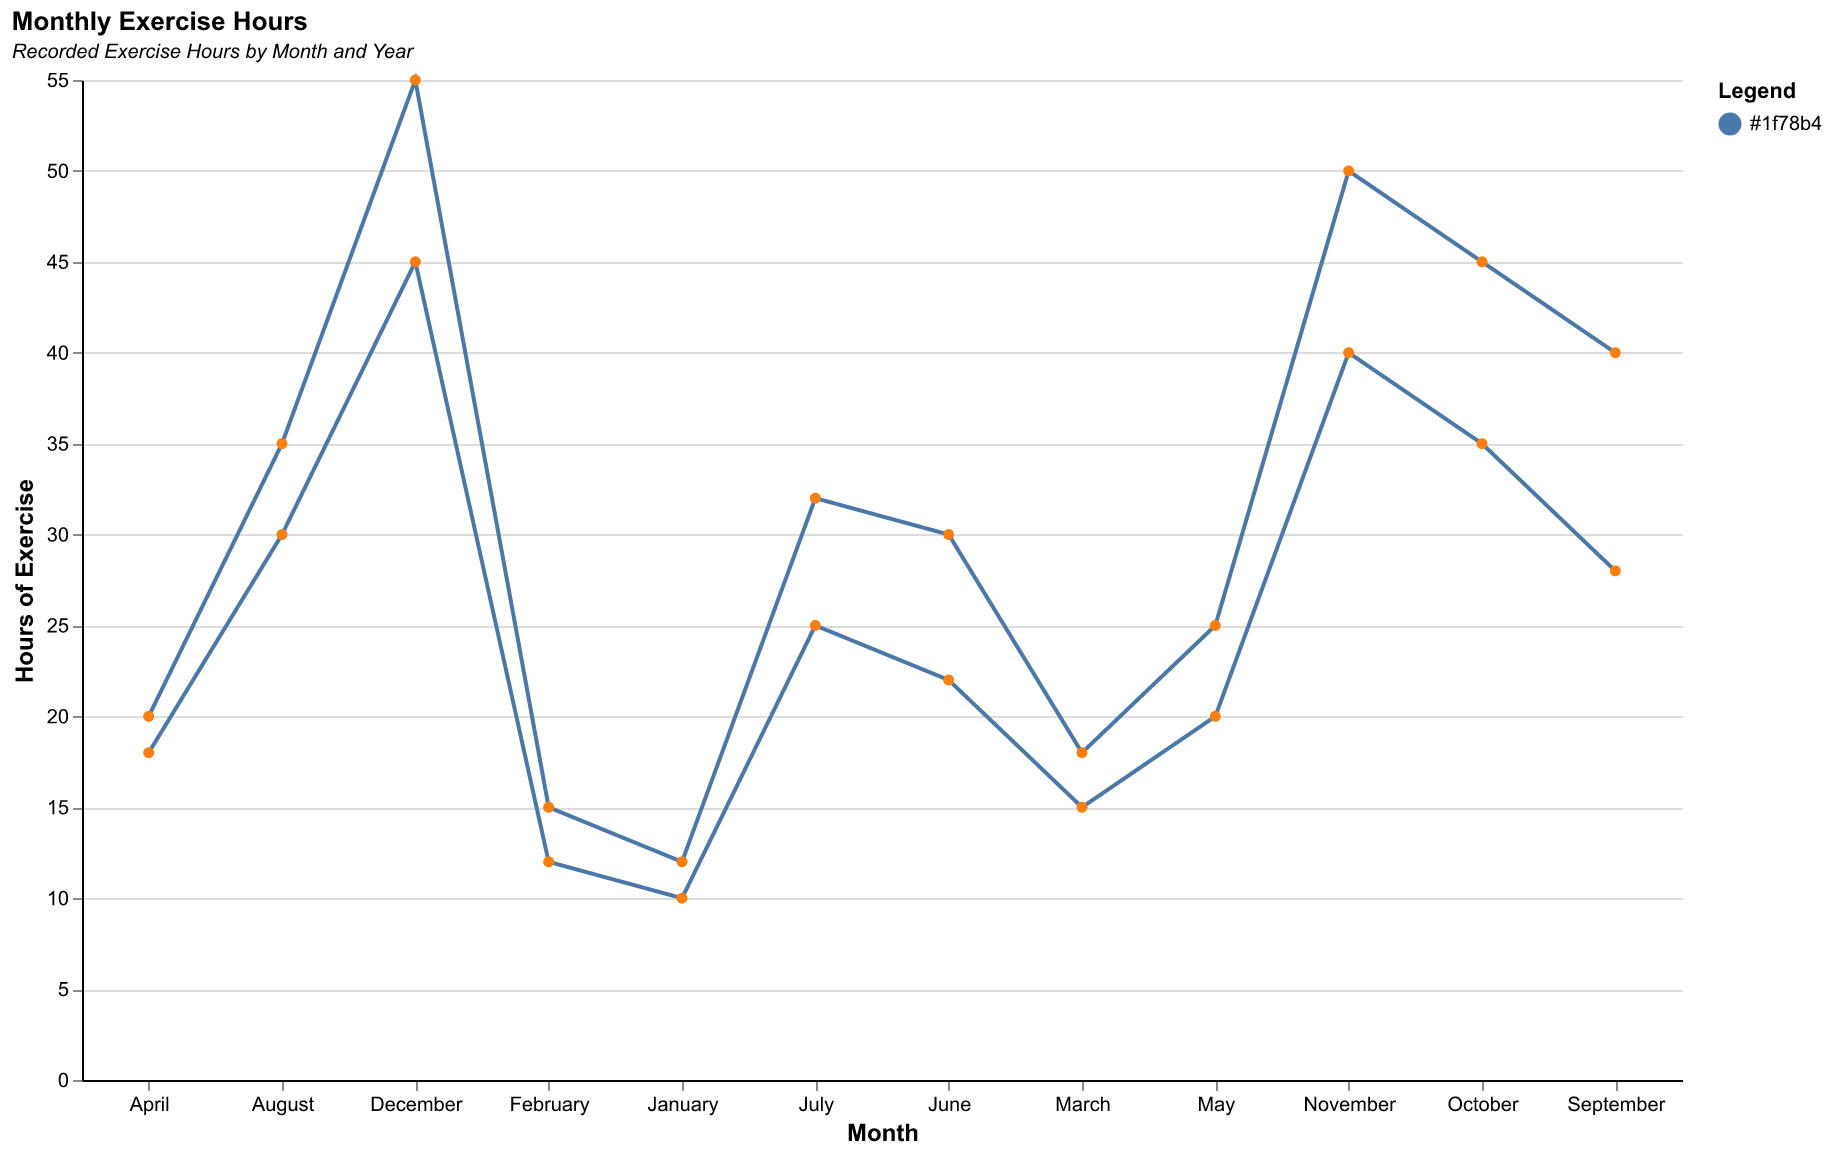 Monthly Exercise Hours
Recorded Exercise Hours by Month and Year
55
50
45
40
35
30
25
20
15
10
5
0
Hours of Exercise
April August December February January July June March May November October September
Month
Legend
#1f78b4